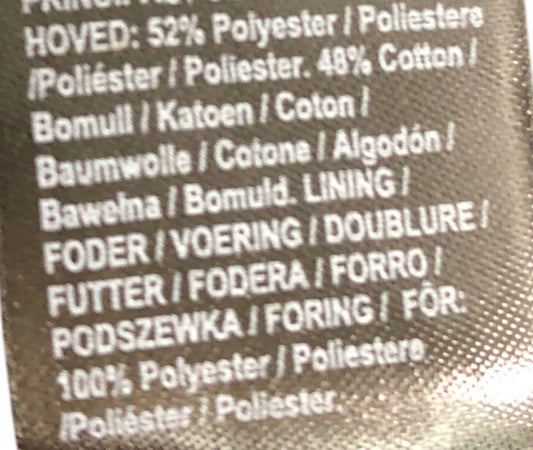 HOVED: 52% Polyester / Poliestere
/Poliéster / Poliester. 48% Cotton /
Bomull / Katoen / Coton /
Baumwolle / Cotone / Algodón /
Bawełna / Bomuld. LINING /
FODER / VOERING / DOUBLURE /
FUTTER / FODERA / FORRO /
PODSZEWKA / FORING / FÔR:
100% Polyester / Poliestere
/Poliéster / Poliester.